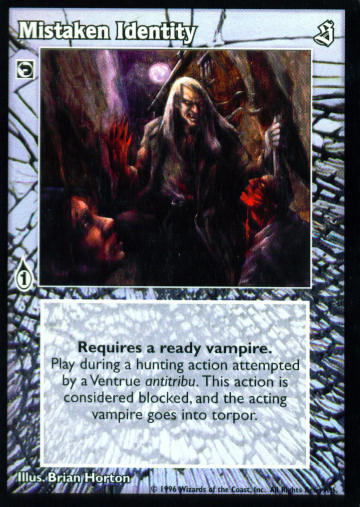 Mistaken Identity
1
Requires a ready vampire.
Play during a hunting action attempted
by a Ventrue antitribu. This action is
considered blocked, and the acting
vampire goes into torpor.
Illus. Brian Horton
© 1996 Wizards of the Coast, Inc. All Rights Reserved.